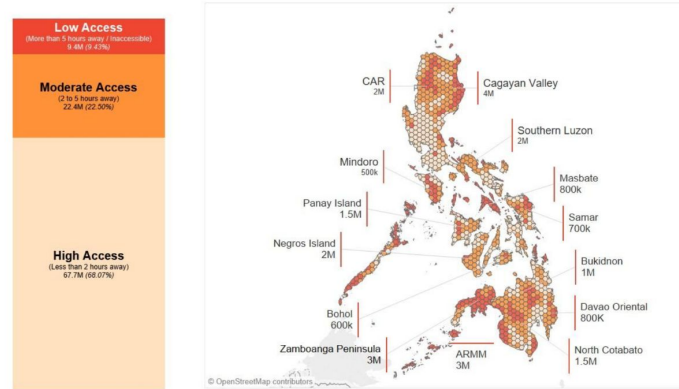 Low Access
(More than 5 hours away / Inaccessible)
9.4M (9.43%)
Moderate Access
(2 to 5 hours away)
22.4M (22.50%)
High Access
(Less than 2 hours away)
67.7M (68.07%)
CAR
2M
Cagayan Valley
4M
Southern Luzon
2M
Mindoro
500k
Masbate
800k
Panay Island
1.5M
Samar
700k
Negros Island
2M
Bukidnon
1M
Bohol
600k
Davao Oriental
800K
Zamboanga Peninsula
3M
ARMM
3M
North Cotabato
1.5M
© OpenStreetMap contributors